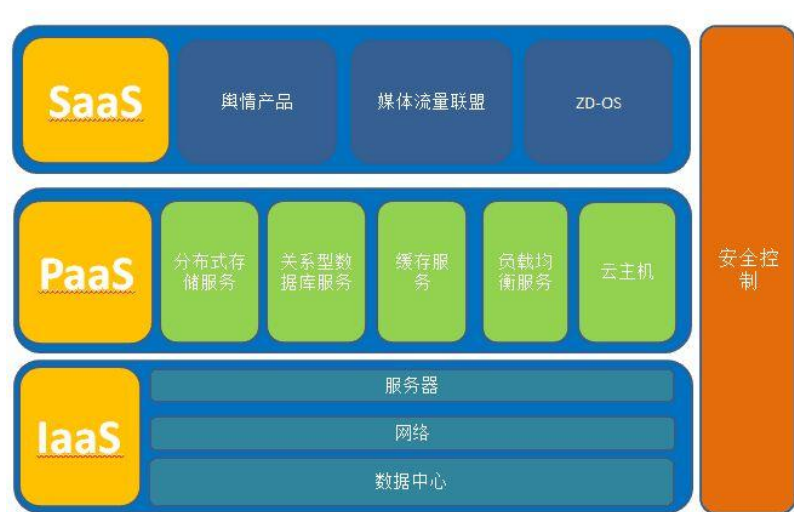 SaaS
舆情产品
媒体流量联盟
ZD-OS
PaaS
分布式存
储服务
关系型数
据库服务
缓存服
务
负载均
衡服务
云主机
IaaS
服务器
网络
数据中心
安全控
制